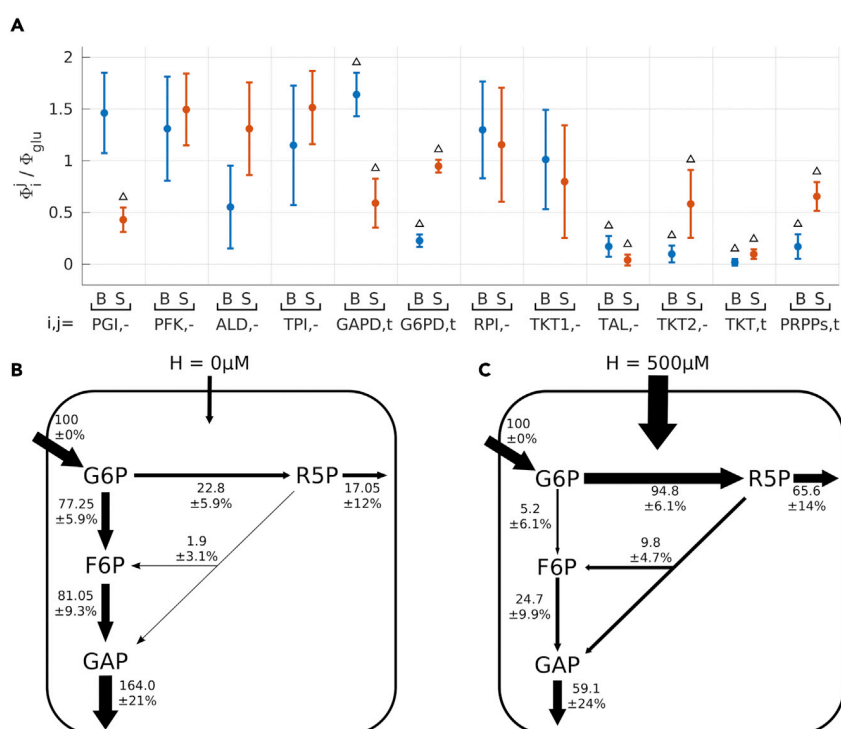 A
Φᵢʲ / Φglu
2
1.5
1
0.5
0
△ △ △ △ △ △ △ △ △ △ △ △ △
B S B S B S B S B S B S B S B S B S B S B S B S
i,j= PGI,- PFK,- ALD,- TPI,- GAPD,t G6PD,t RPI,- TKT1,- TAL,- TKT2,- TKT,t PRPPs,t
B
H = 0μM
100
±0%
G6P
R5P
22.8
±5.9%
17.05
±12%
77.25
±5.9%
1.9
±3.1%
F6P
81.05
±9.3%
GAP
164.0
±21%
C
H = 500μM
100
±0%
G6P
R5P
94.8
±6.1%
65.6
±14%
5.2
±6.1%
9.8
±4.7%
F6P
24.7
±9.9%
GAP
59.1
±24%